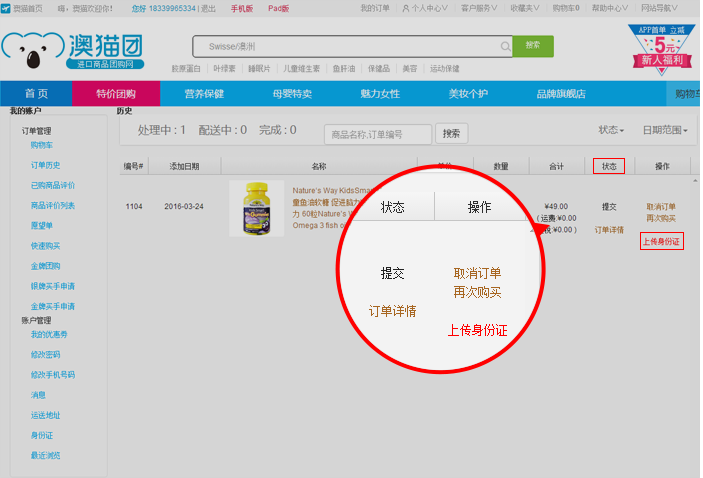 澳猫首页 嗨，澳猫欢迎你！ 您好 18339965334 | 退出 手机版 Pad版 我的订单 个人中心 客户服务 收藏夹 购物车0 帮助中心 网站导航
澳猫团
进口商品团购网
Swisse/澳洲 搜索
胶原蛋白 叶绿素 睡眠片 儿童维生素 鱼肝油 保健品 美容 运动保健
APP首单 立减
5元
新人福利
首 页 特价团购 营养保健 母婴特卖 魅力女性 美妆个护 品牌旗舰店 购物车
我的账户 历史
订单管理
购物车
订单历史
已购商品评价
商品评价列表
愿望单
快速购买
金牌团购
银牌买手申请
金牌买手申请
账户管理
我的优惠券
修改密码
修改手机号码
消息
运送地址
身份证
最近浏览
处理中 : 1 配送中 : 0 完成 : 0 商品名称,订单编号 搜索 状态 日期范围
编号# 添加日期 名称 数量 合计 状态 操作
1104 2016-03-24
Nature's Way KidsSmar
童鱼油软糖 促进脑力
力 60粒Nature's W
Omega 3 fish o
¥49.00
( 运费:¥0.00
:¥0.00 )
提交
订单详情
取消订单
再次购买
上传身份证
状态 操作
提交
订单详情
取消订单
再次购买
上传身份证